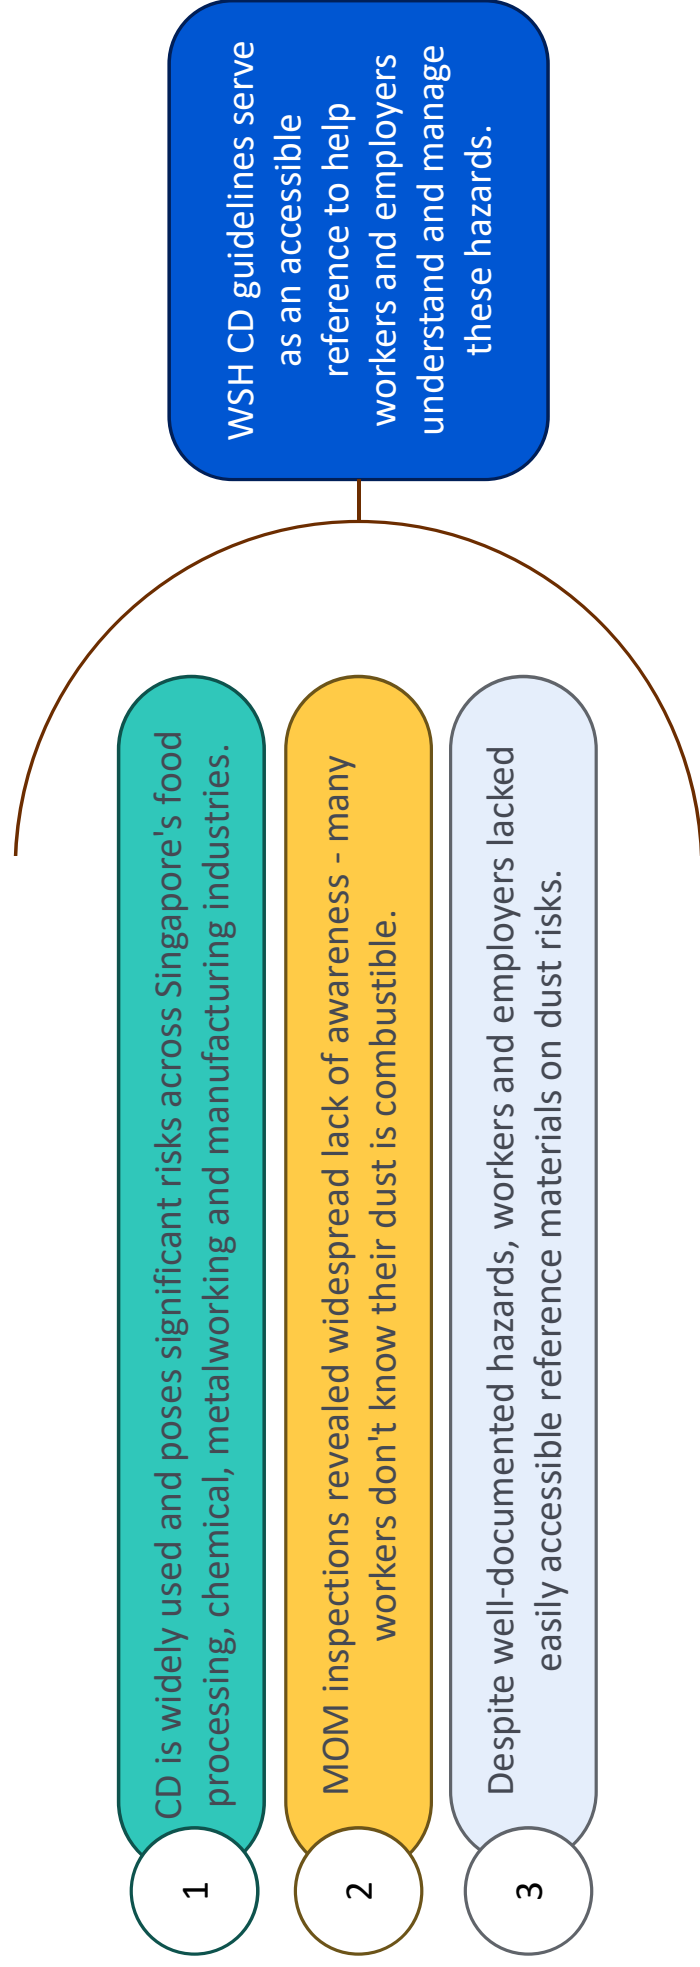 1
CD is widely used and poses significant risks across Singapore's food
processing, chemical, metalworking and manufacturing industries.
2
MOM inspections revealed widespread lack of awareness - many
workers don't know their dust is combustible.
3
Despite well-documented hazards, workers and employers lacked
easily accessible reference materials on dust risks.
WSH CD guidelines serve
as an accessible
reference to help
workers and employers
understand and manage
these hazards.